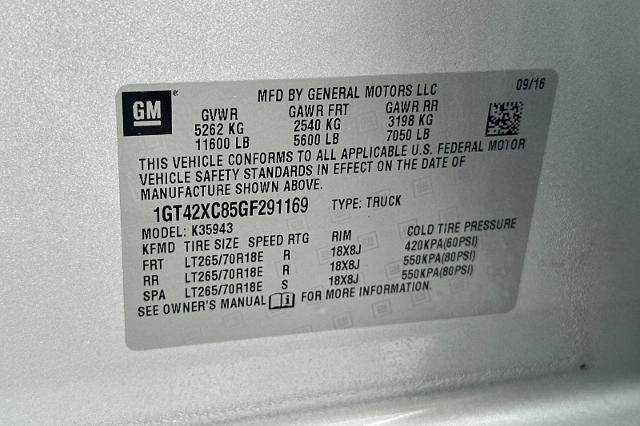 GM MFD BY GENERAL MOTORS LLC 09/16
GVWR GAWR FRT GAWR RR
5262 KG 2540 KG 3198 KG
11600 LB 5600 LB 7050 LB
THIS VEHICLE CONFORMS TO ALL APPLICABLE U.S. FEDERAL MOTOR
VEHICLE SAFETY STANDARDS IN EFFECT ON THE DATE OF
MANUFACTURE SHOWN ABOVE.
1GT42XC85GF291169 TYPE: TRUCK
MODEL: K35943
KFMD TIRE SIZE SPEED RTG RIM COLD TIRE PRESSURE
FRT LT265/70R18E R 18X8J 420KPA(60PSI)
RR LT265/70R18E R 18X8J 550KPA(80PSI)
SPA LT265/70R18E S 18X8J 550KPA(80PSI)
SEE OWNER'S MANUAL FOR MORE INFORMATION.